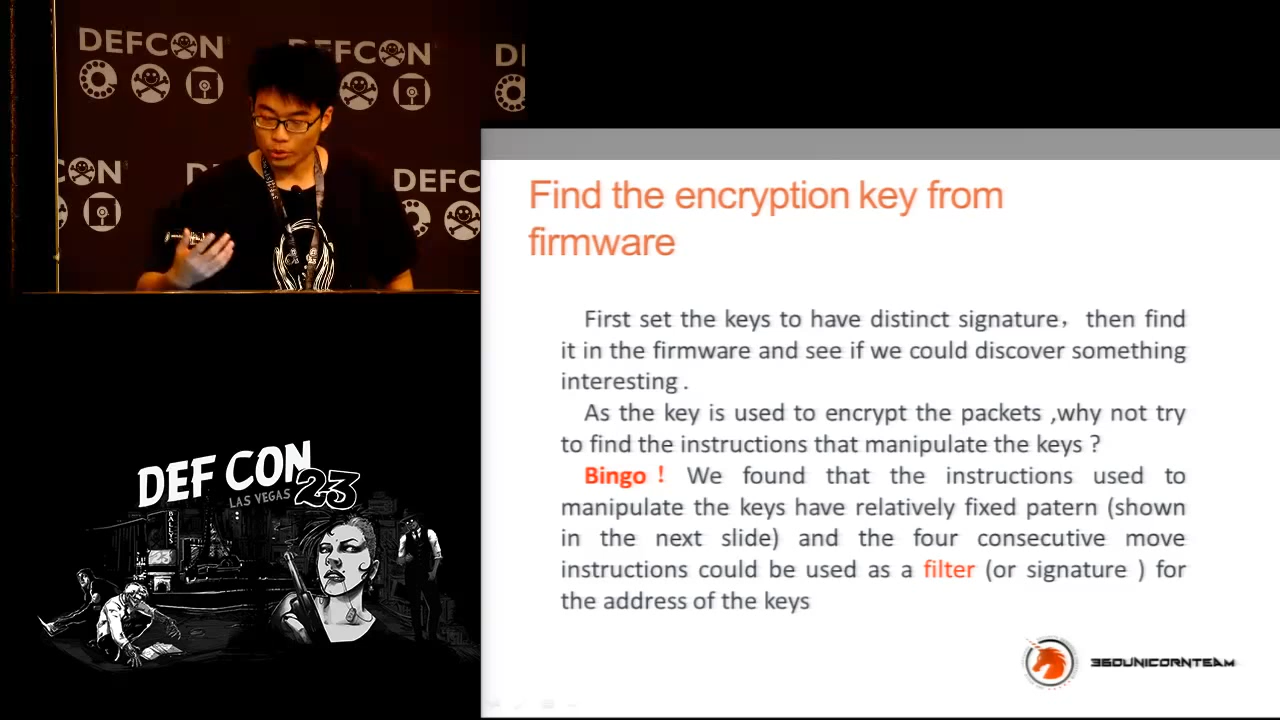 DEFCON
DEFCON
DE
DEFC
Find the encryption key from
firmware
First set the keys to have distinct signature，then find
it in the firmware and see if we could discover something
interesting .
As the key is used to encrypt the packets ,why not try
to find the instructions that manipulate the keys ?
Bingo！ We found that the instructions used to
manipulate the keys have relatively fixed patern (shown
in the next slide) and the four consecutive move
instructions could be used as a filter (or signature ) for
the address of the keys
360UNICORNTEAM
DEF CON
23
LAS VEGAS
BALLYS